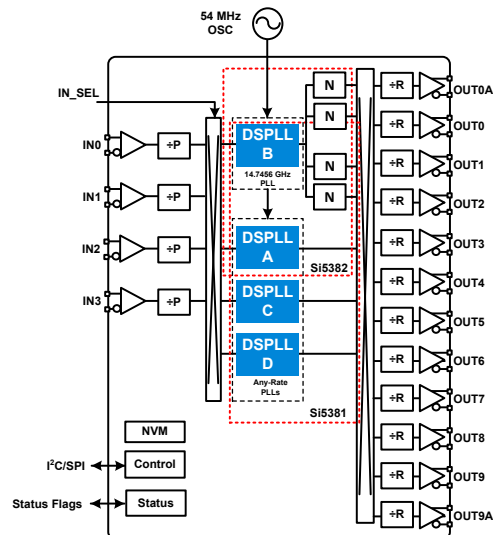 54 MHz
OSC
IN_SEL
N
÷R
OUT0A
N
IN0
÷P
DSPLL
B
÷R
OUT0
14.7456 GHz
PLL
N
÷R
OUT1
IN1
÷P
N
÷R
OUT2
IN2
÷P
DSPLL
A
÷R
OUT3
Si5382
÷R
OUT4
IN3
÷P
DSPLL
C
÷R
OUT5
DSPLL
D
÷R
OUT6
Any-Rate
PLLs
÷R
OUT7
Si5381
NVM
÷R
OUT8
I²C/SPI
Control
÷R
OUT9
Status Flags
Status
÷R
OUT9A